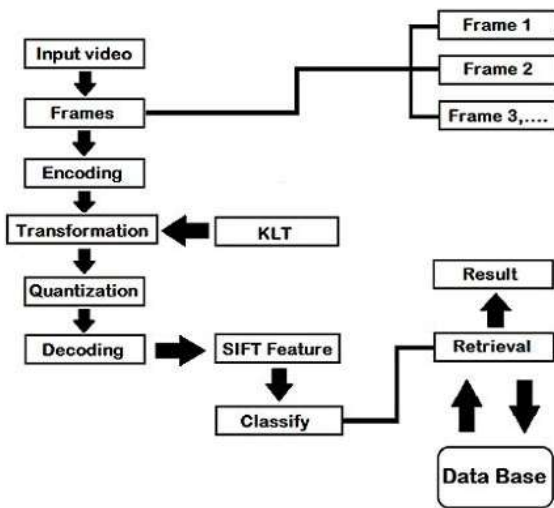 Input video
Frame 1
Frame 2
Frames
Frame 3,....
Encoding
Transformation
KLT
Quantization
Result
Decoding
SIFT Feature
Retrieval
Classify
Data Base